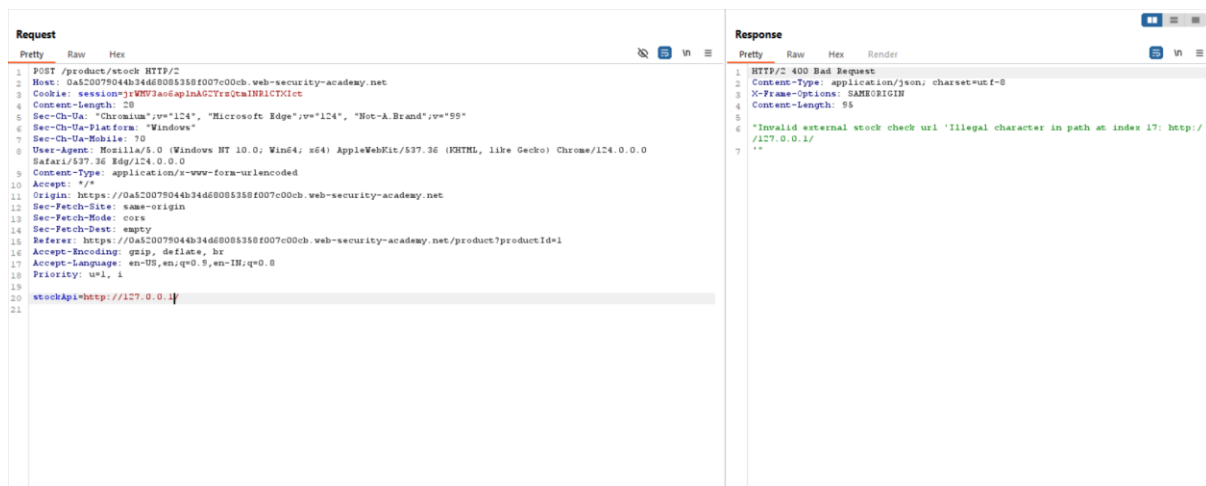 Request
Pretty Raw Hex
\n
1 POST /product/stock HTTP/2
2 Host: 0a520079044b34d68085358f007c00cb.web-security-academy.net
3 Cookie: session=jrWMV3ao6aplnAG2YrzQtmINRlCTXIct
4 Content-Length: 28
5 Sec-Ch-Ua: "Chromium";v="124", "Microsoft Edge";v="124", "Not-A.Brand";v="99"
6 Sec-Ch-Ua-Platform: "Windows"
7 Sec-Ch-Ua-Mobile: ?0
8 User-Agent: Mozilla/5.0 (Windows NT 10.0; Win64; x64) AppleWebKit/537.36 (KHTML, like Gecko) Chrome/124.0.0.0
Safari/537.36 Edg/124.0.0.0
9 Content-Type: application/x-www-form-urlencoded
10 Accept: */*
11 Origin: https://0a520079044b34d68085358f007c00cb.web-security-academy.net
12 Sec-Fetch-Site: same-origin
13 Sec-Fetch-Mode: cors
14 Sec-Fetch-Dest: empty
15 Referer: https://0a520079044b34d68085358f007c00cb.web-security-academy.net/product?productId=1
16 Accept-Encoding: gzip, deflate, br
17 Accept-Language: en-US,en;q=0.9,en-IN;q=0.8
18 Priority: u=1, i
19
20 stockApi=http://127.0.0.1/
21
Response
Pretty Raw Hex Render
\n
1 HTTP/2 400 Bad Request
2 Content-Type: application/json; charset=utf-8
3 X-Frame-Options: SAMEORIGIN
4 Content-Length: 95
5
6 "Invalid external stock check url 'Illegal character in path at index 17: http:/
/127.0.0.1/
7 '"